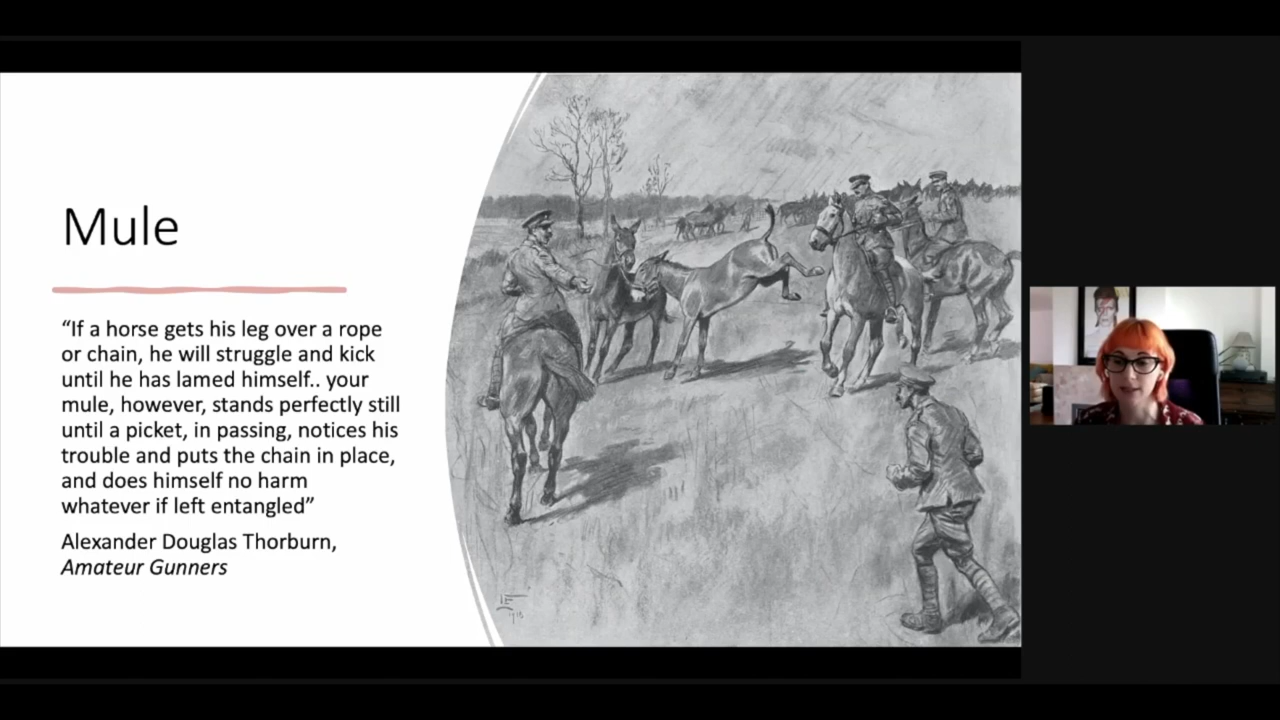 Mule
“If a horse gets his leg over a rope
or chain, he will struggle and kick
until he has lamed himself.. your
mule, however, stands perfectly still
until a picket, in passing, notices his
trouble and puts the chain in place,
and does himself no harm
whatever if left entangled”
Alexander Douglas Thorburn,
Amateur Gunners